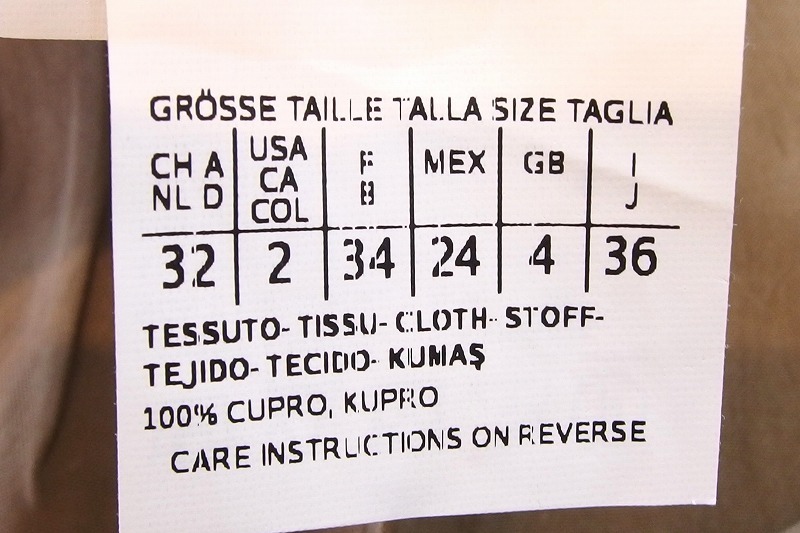 GRÖSSE TAILLE TALLA SIZE TAGLIA
CH A USA F MEX GB I
NL D CA B J
COL
32 2 34 24 4 36
TESSUTO- TISSU- CLOTH- STOFF-
TEJIDO- TECIDO- KUMAŞ
100% CUPRO, KUPRO
CARE INSTRUCTIONS ON REVERSE